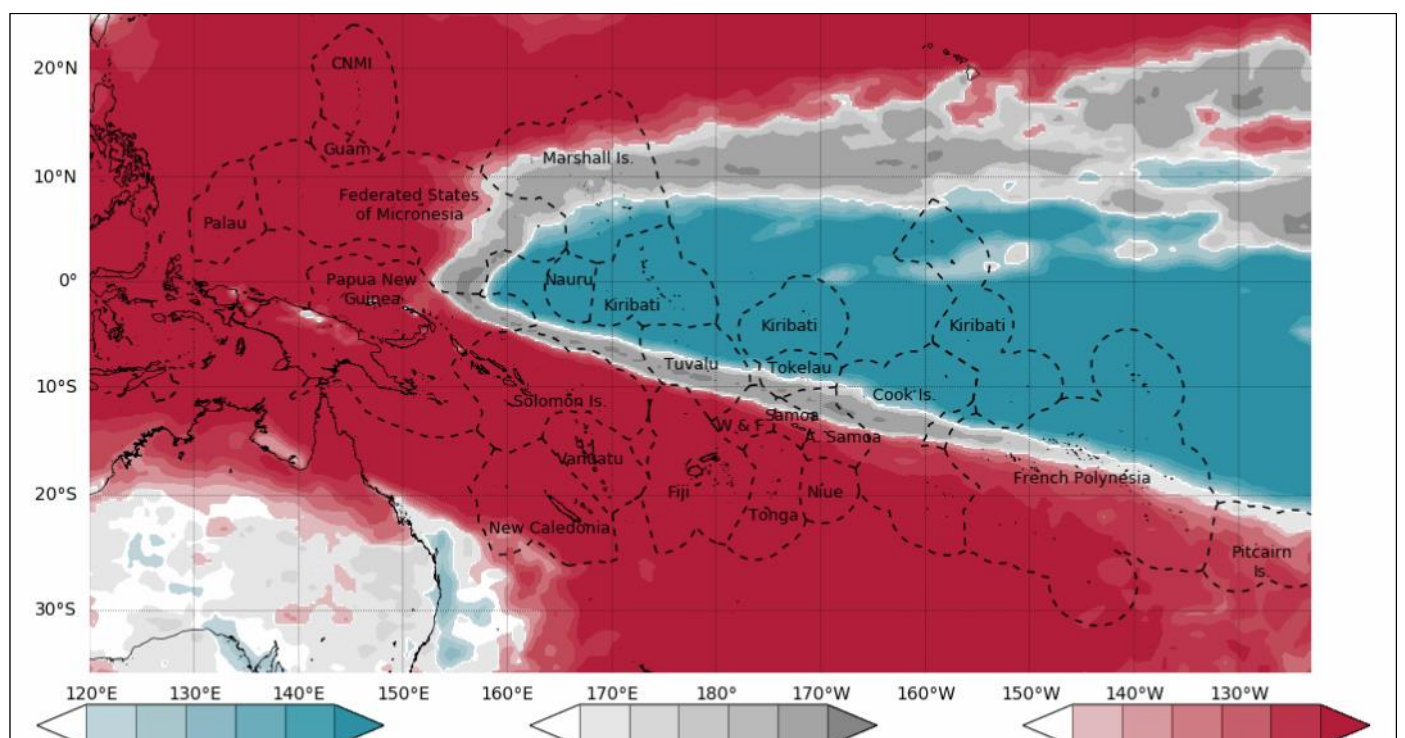 20°N
10°N
0°
10°S
20°S
30°S
CNMI
Guam
Marshall Is.
Federated States
of Micronesia
Palau
Papua New
Guinea
Nauru
Kiribati
Kiribati
Kiribati
Tuvalu
Tokelau
Solomon Is.
Cook Is.
Samoa
W & F
A. Samoa
Vanuatu
French Polynesia
Fiji
Niue
Tonga
New Caledonia
Pitcairn
Is.
120°E 130°E 140°E 150°E 160°E 170°E 180° 170°W 160°W 150°W 140°W 130°W